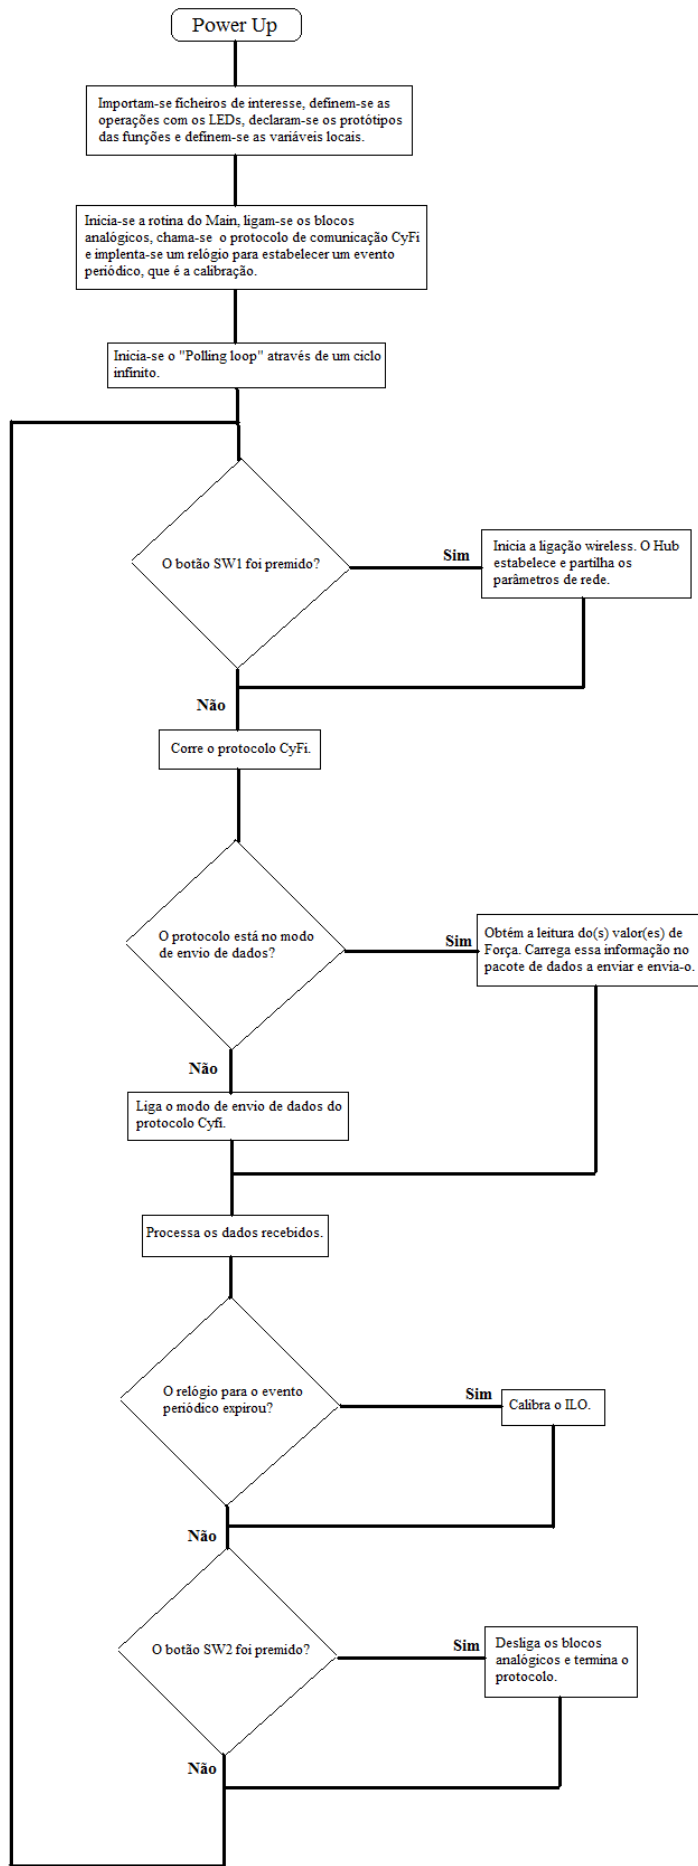 Power Up
Importam-se ficheiros de interesse, definem-se as
operações com os LEDs, declaram-se os protótipos
das funções e definem-se as variáveis locais.
Inicia-se a rotina do Main, ligam-se os blocos
analógicos, chama-se o protocolo de comunicação CyFi
e implenta-se um relógio para estabelecer um evento
periódico, que é a calibração.
Inicia-se o "Polling loop" através de um ciclo
infinito.
O botão SW1 foi premido?
Sim
Inicia a ligação wireless. O Hub
estabelece e partilha os
parâmetros de rede.
Não
Corre o protocolo CyFi.
O protocolo está no modo
de envio de dados?
Sim
Obtém a leitura do(s) valor(es) de
Força. Carrega essa informação no
pacote de dados a enviar e envia-o.
Não
Liga o modo de envio de dados do
protocolo Cyfi.
Processa os dados recebidos.
O relógio para o evento
periódico expirou?
Sim
Calibra o ILO.
Não
O botão SW2 foi premido?
Sim
Desliga os blocos
analógicos e termina o
protocolo.
Não